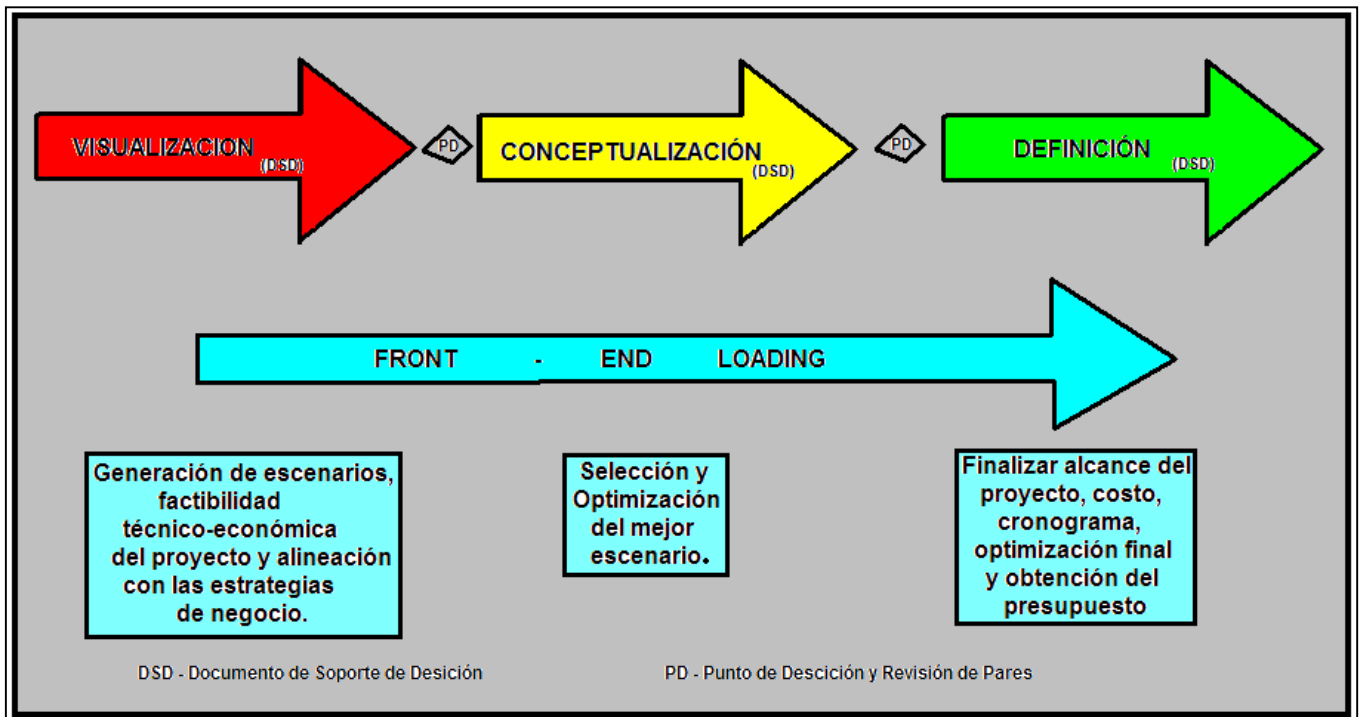 VISUALIZACION
(DSD)
PD
CONCEPTUALIZACIÓN
(DSD)
PD
DEFINICIÓN
(DSD)
FRONT - END LOADING
Generación de escenarios,
factibilidad
técnico-económica
del proyecto y alineación
con las estrategias
de negocio.
Selección y
Optimización
del mejor
escenario.
Finalizar alcance del
proyecto, costo,
cronograma,
optimización final
y obtención del
presupuesto
DSD - Documento de Soporte de Desición
PD - Punto de Descición y Revisión de Pares